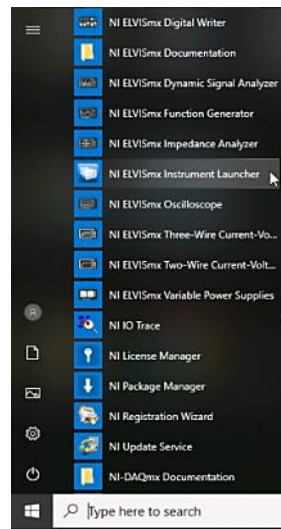 NI ELVISmx Digital Writer
NI ELVISmx Documentation
NI ELVISmx Dynamic Signal Analyzer
NI ELVISmx Function Generator
NI ELVISmx Impedance Analyzer
NI ELVISmx Instrument Launcher
NI ELVISmx Oscilloscope
NI ELVISmx Three-Wire Current-Vo...
NI ELVISmx Two-Wire Current-Volt...
NI ELVISmx Variable Power Supplies
NI IO Trace
NI License Manager
NI Package Manager
NI Registration Wizard
NI Update Service
NI-DAQmx Documentation
Type here to search